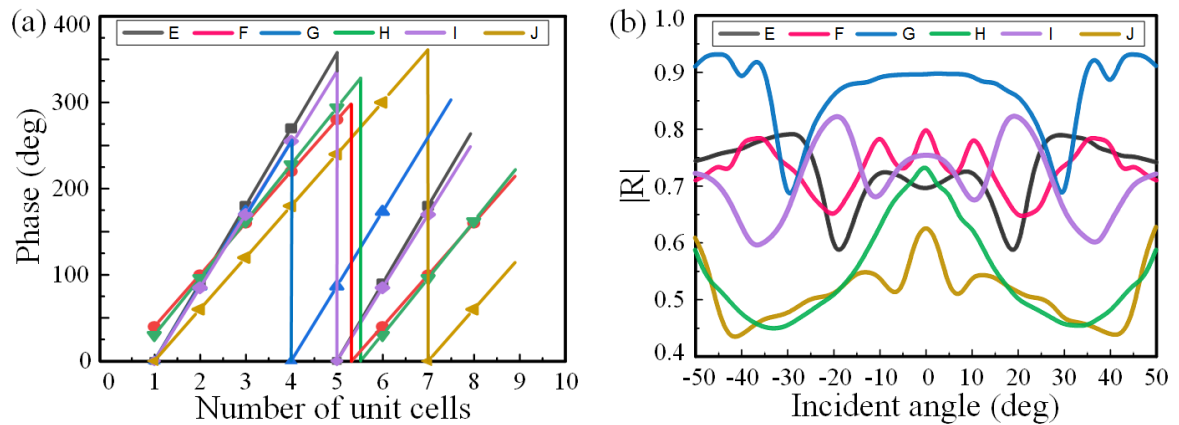 (a)
E F G H I J
400
300
200
100
0
0 1 2 3 4 5 6 7 8 9 10
Phase (deg)
Number of unit cells
(b)
E F G H I J
1.0
0.9
0.8
0.7
0.6
0.5
0.4
-50 -40 -30 -20 -10 0 10 20 30 40 50
|R|
Incident angle (deg)